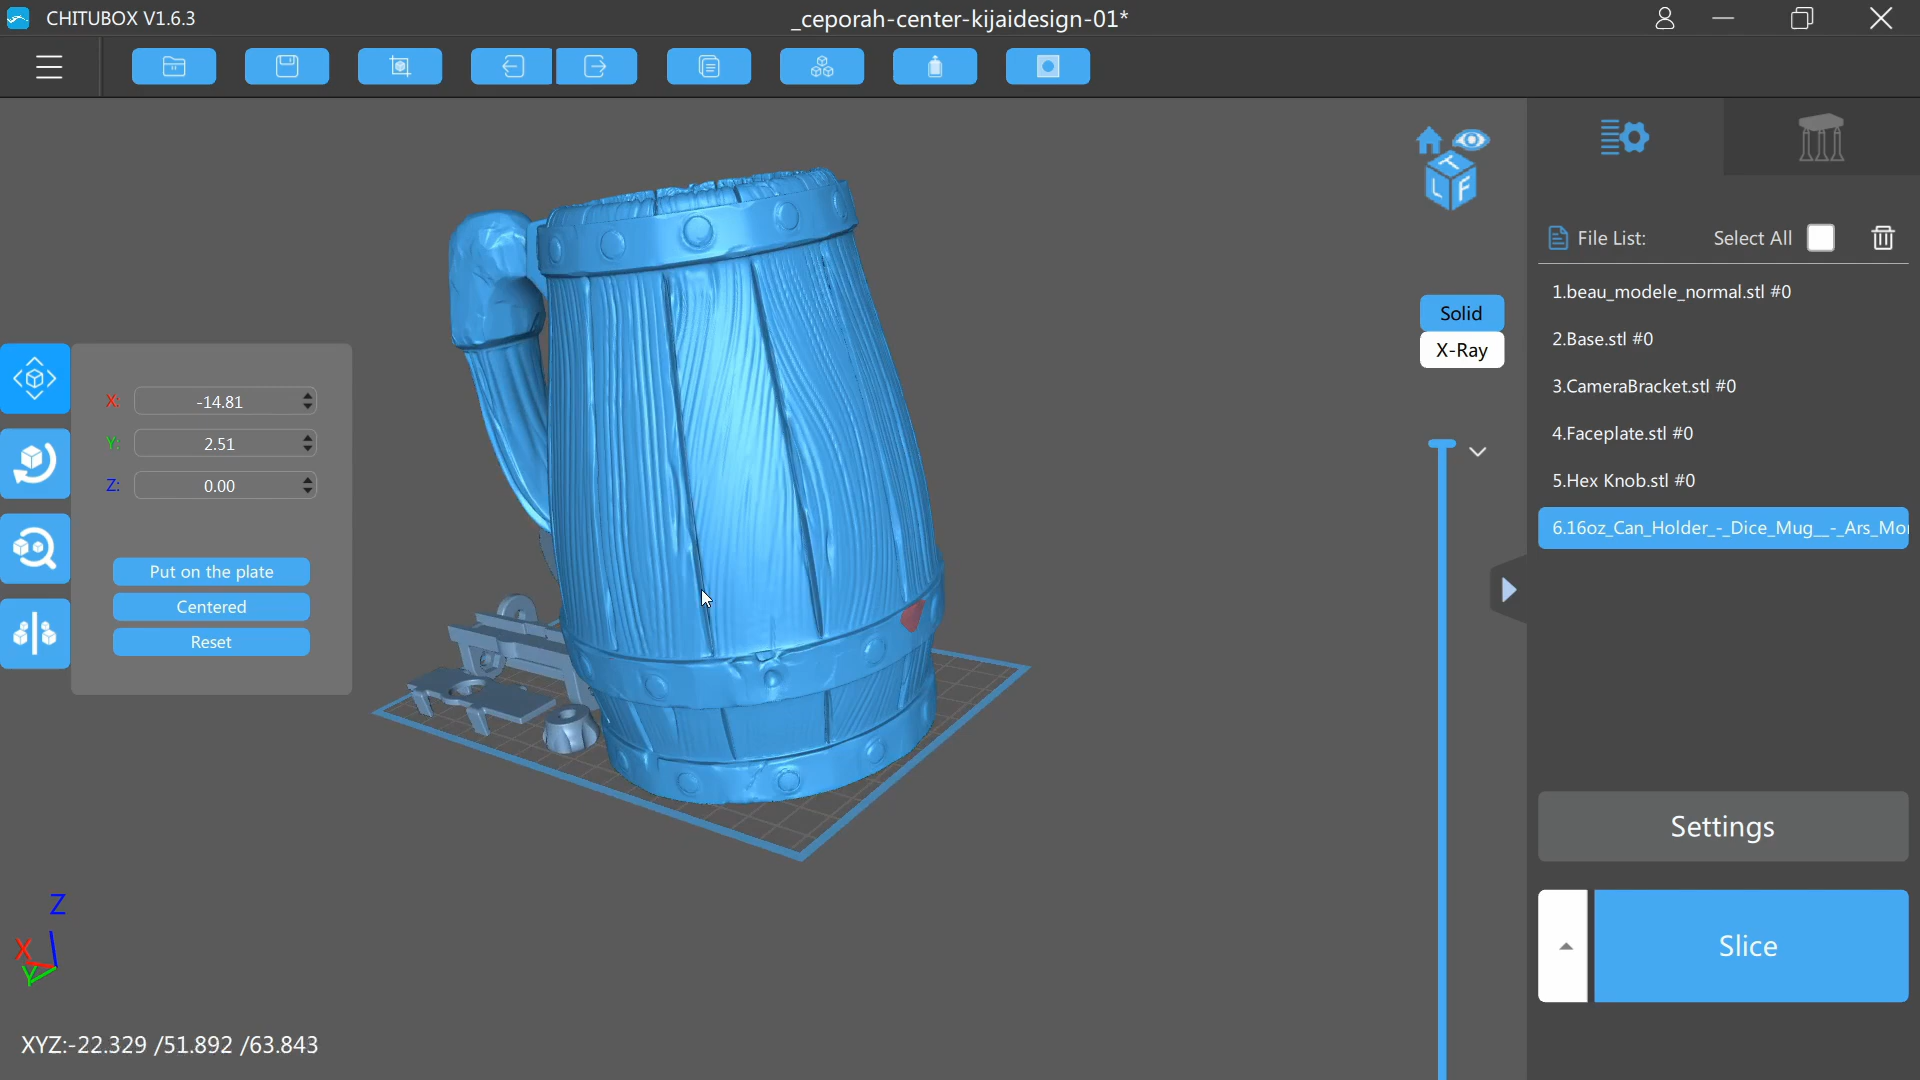 CHITUBOX V1.6.3
_ceporah-center-kijaidesign-01*
T
L F
File List:
Select All
1.beau_modele_normal.stl #0
2.Base.stl #0
3.CameraBracket.stl #0
4.Faceplate.stl #0
5.Hex Knob.stl #0
6.16oz_Can_Holder_-_Dice_Mug__-_Ars_Mo
Solid
X-Ray
X: -14.81
Y: 2.51
Z: 0.00
Put on the plate
Centered
Reset
Settings
Slice
Z
X
Y
XYZ:-22.329 /51.892 /63.843